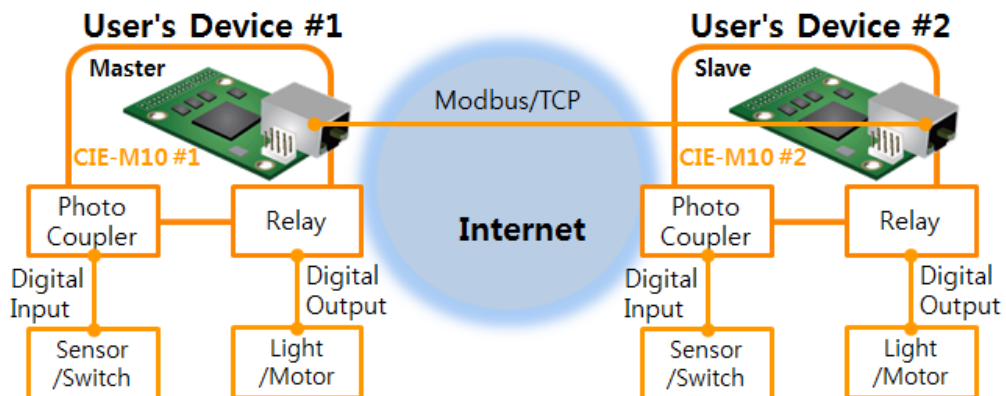 User's Device #1
User's Device #2
Master
Slave
Modbus/TCP
CIE-M10 #1
CIE-M10 #2
Photo
Coupler
Relay
Internet
Photo
Coupler
Relay
Digital
Input
Digital
Output
Digital
Input
Digital
Output
Sensor
/Switch
Light
/Motor
Sensor
/Switch
Light
/Motor